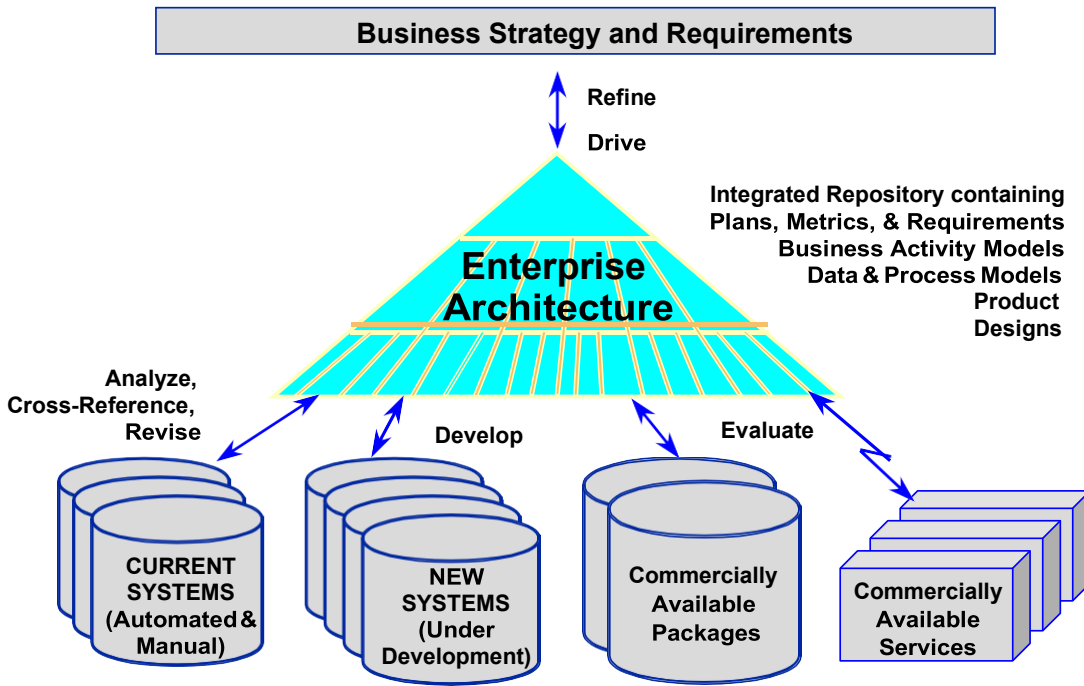 Business Strategy and Requirements
Refine
Drive
Integrated Repository containing
Plans, Metrics, & Requirements
Business Activity Models
Data & Process Models
Product
Designs
Enterprise
Architecture
Analyze,
Cross-Reference,
Revise
Develop
Evaluate
CURRENT
SYSTEMS
(Automated &
Manual)
NEW
SYSTEMS
(Under
Development)
Commercially
Available
Packages
Commercially
Available
Services